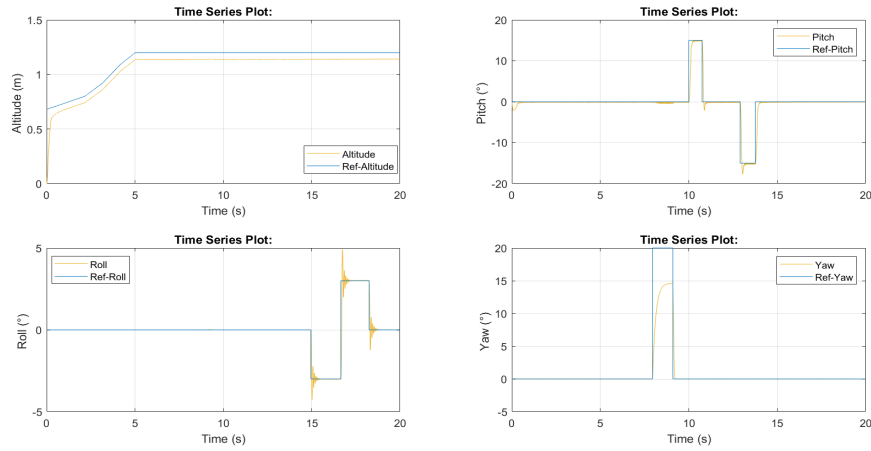 Time Series Plot:
1.5
1
0.5
0
Altitude (m)
Altitude
Ref-Altitude
0 5 10 15 20
Time (s)
Time Series Plot:
20
10
0
-10
-20
Pitch (°)
Pitch
Ref-Pitch
0 5 10 15 20
Time (s)
Time Series Plot:
5
0
-5
Roll (°)
Roll
Ref-Roll
0 5 10 15 20
Time (s)
Time Series Plot:
20
15
10
5
0
-5
Yaw (°)
Yaw
Ref-Yaw
0 5 10 15 20
Time (s)